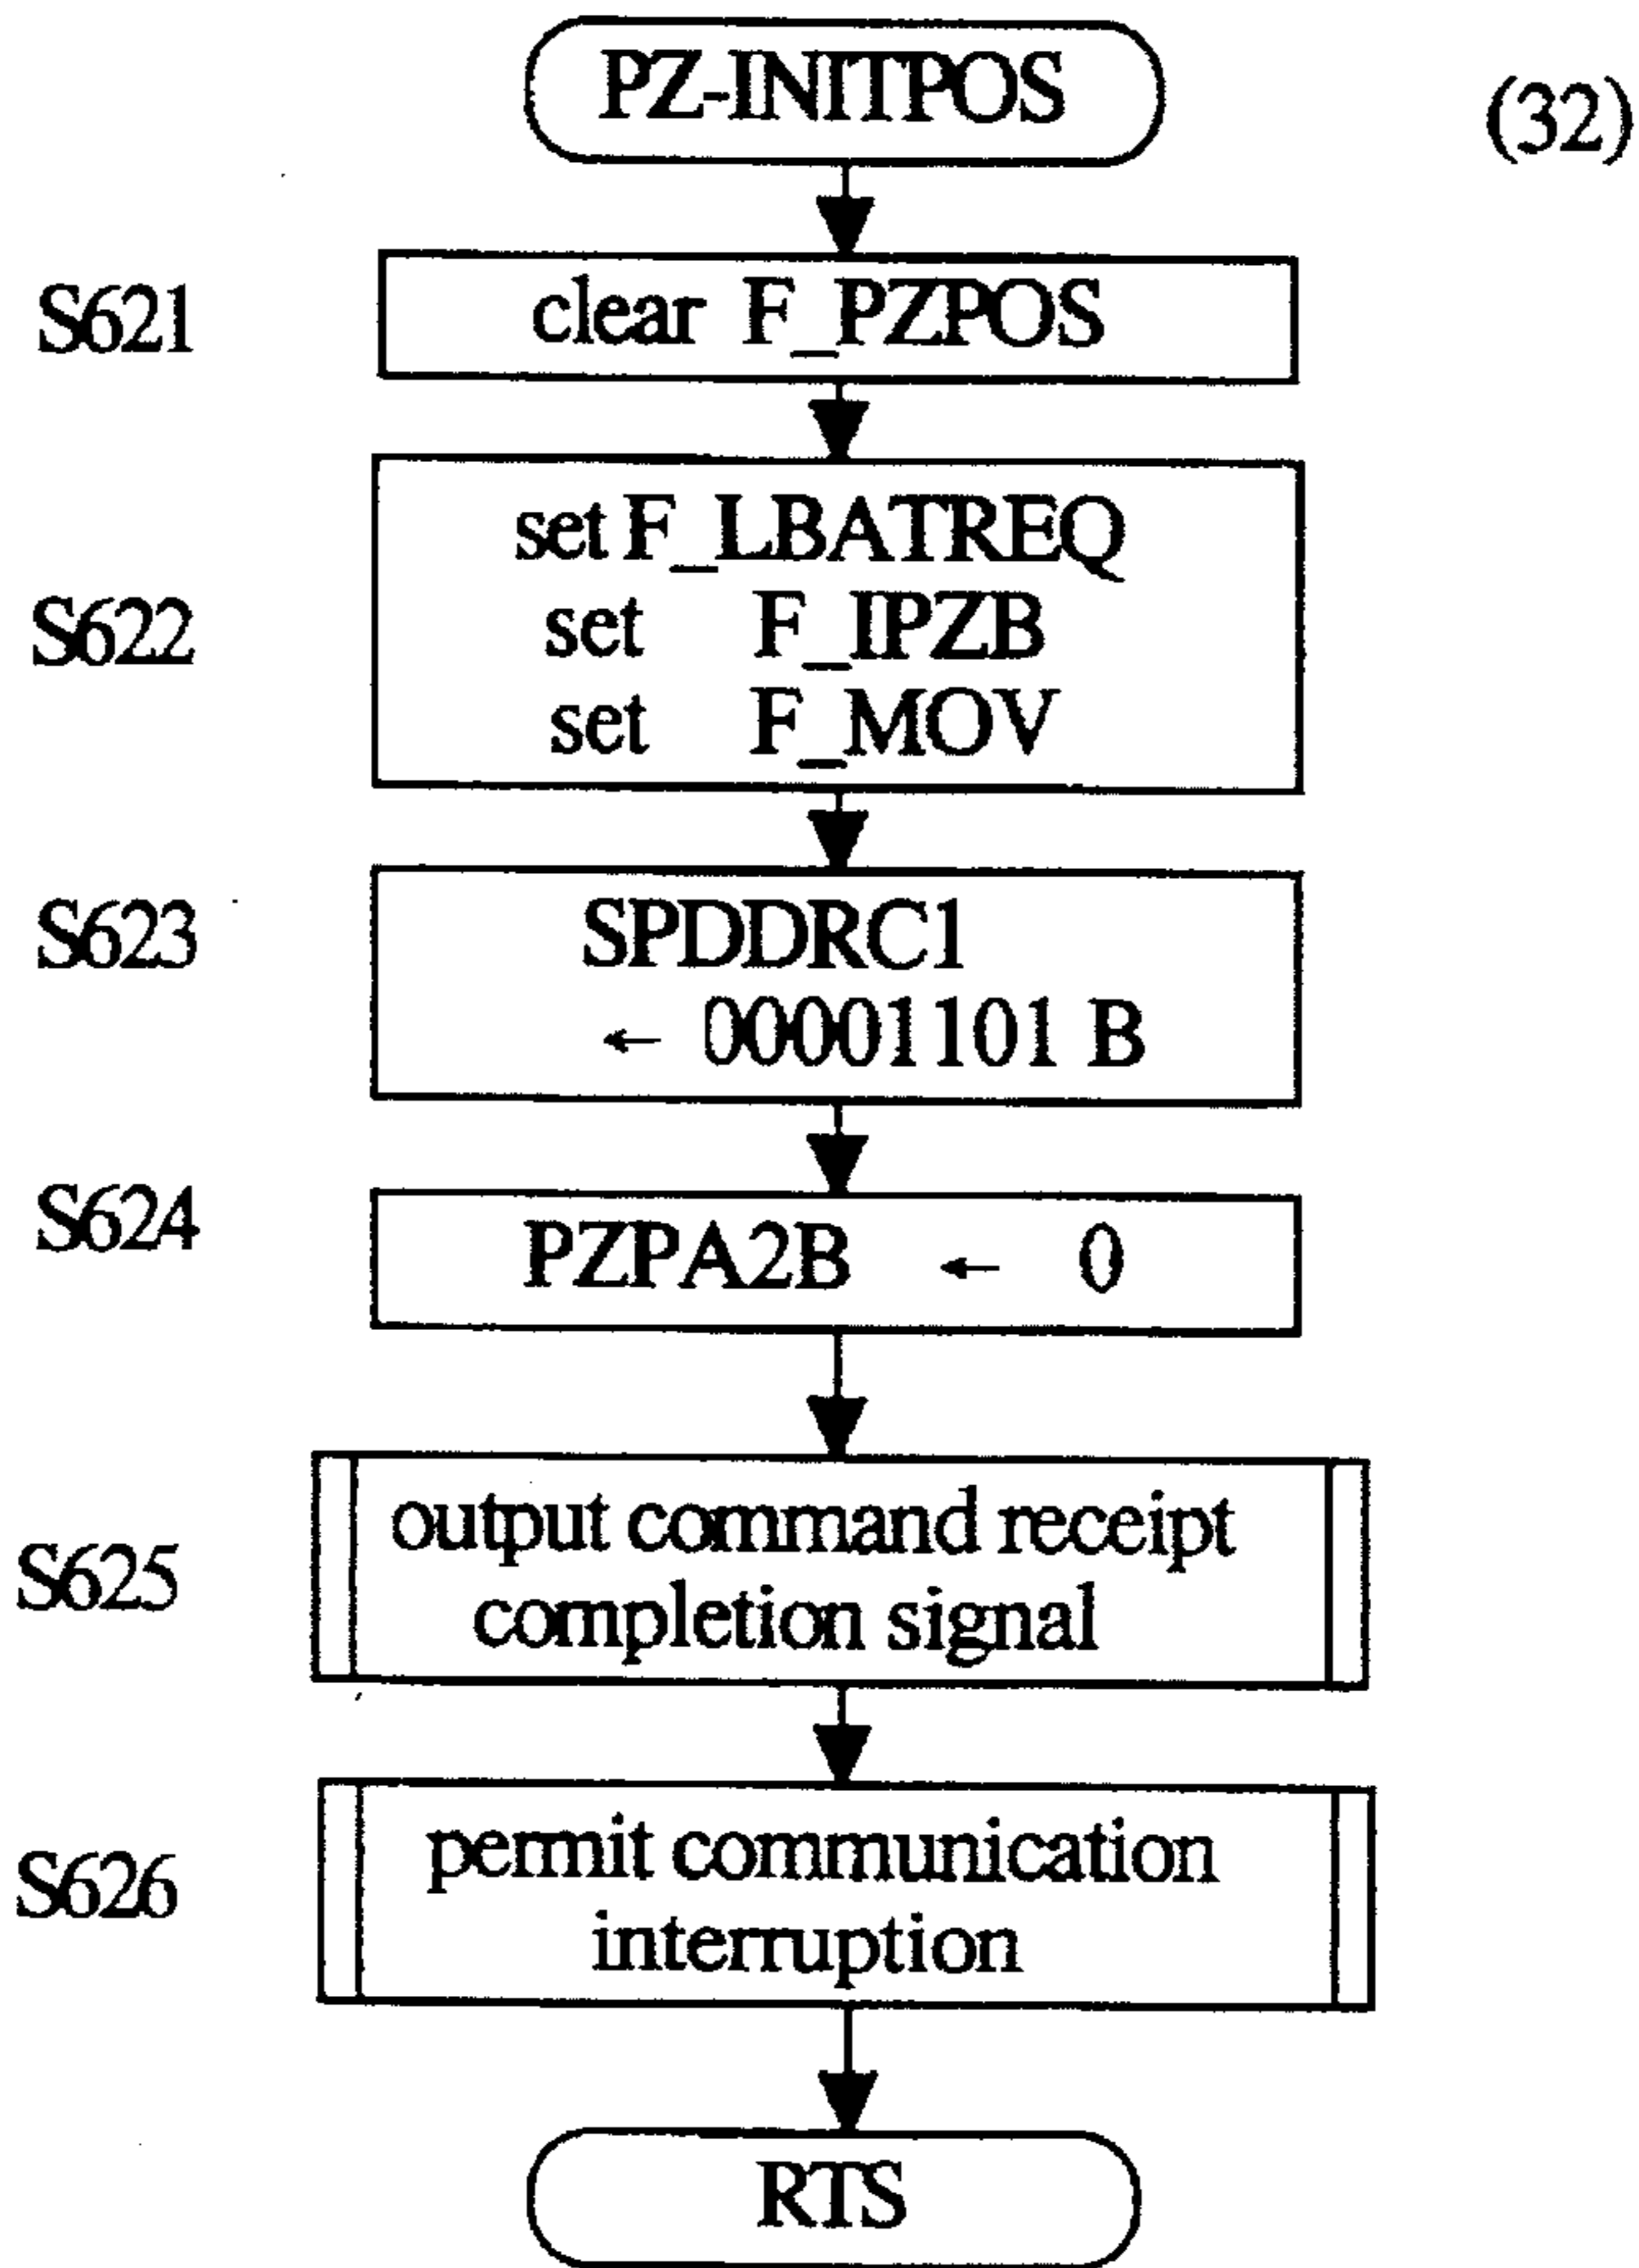 PZ-INITPOS
(32)
S621
clear F_PZPOS
S622
set F_LBATREQ
set F_IPZB
set F_MOV
S623
SPDDRC1
← 00001101 B
S624
PZPA2B ← 0
S625
output command receipt
completion signal
S626
permit communication
interruption
RTS